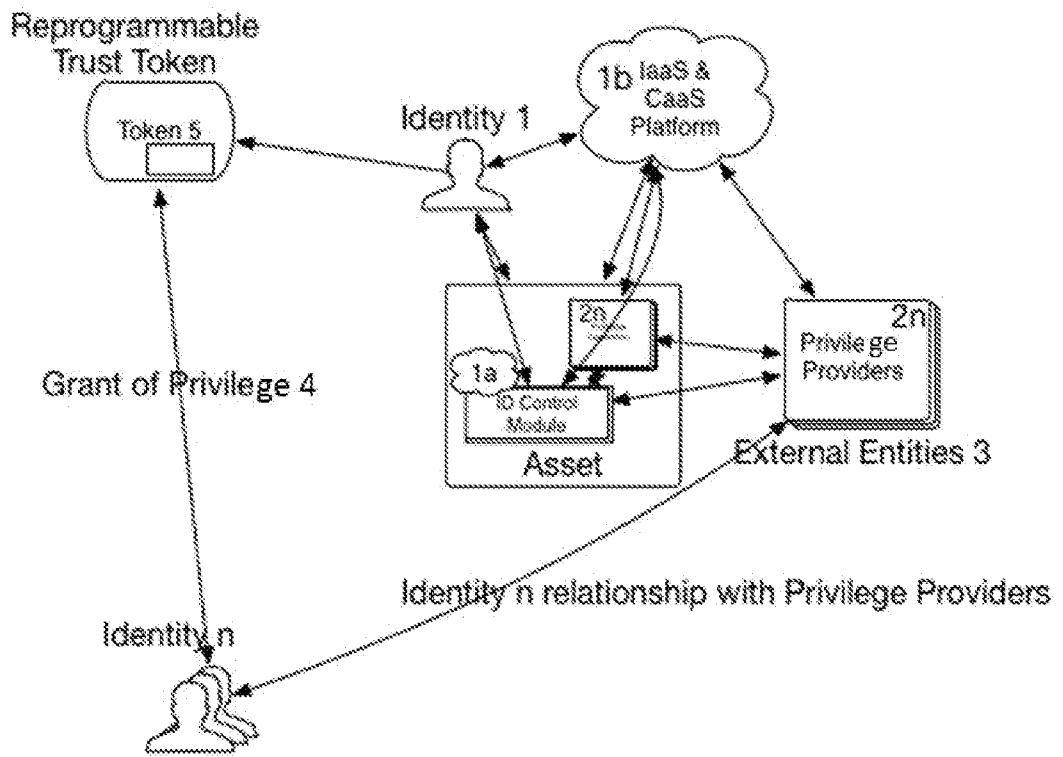 Reprogrammable
Trust Token
Token 5
Identity 1
1b IaaS &
CaaS
Platform
2n
1a
ID Control
Module
Asset
2n
Privilege
Providers
External Entities 3
Grant of Privilege 4
Identity n relationship with Privilege Providers
Identity n